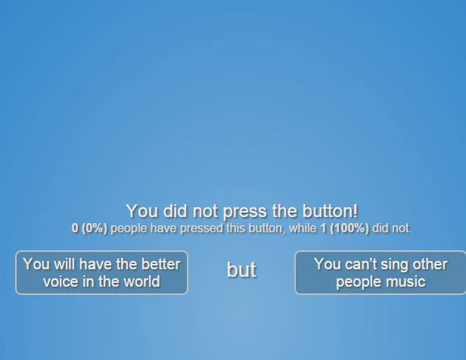 You did not press the button!
0 (0%) people have pressed this button, while 1 (100%) did not.
You will have the better
voice in the world
but
You can't sing other
people music